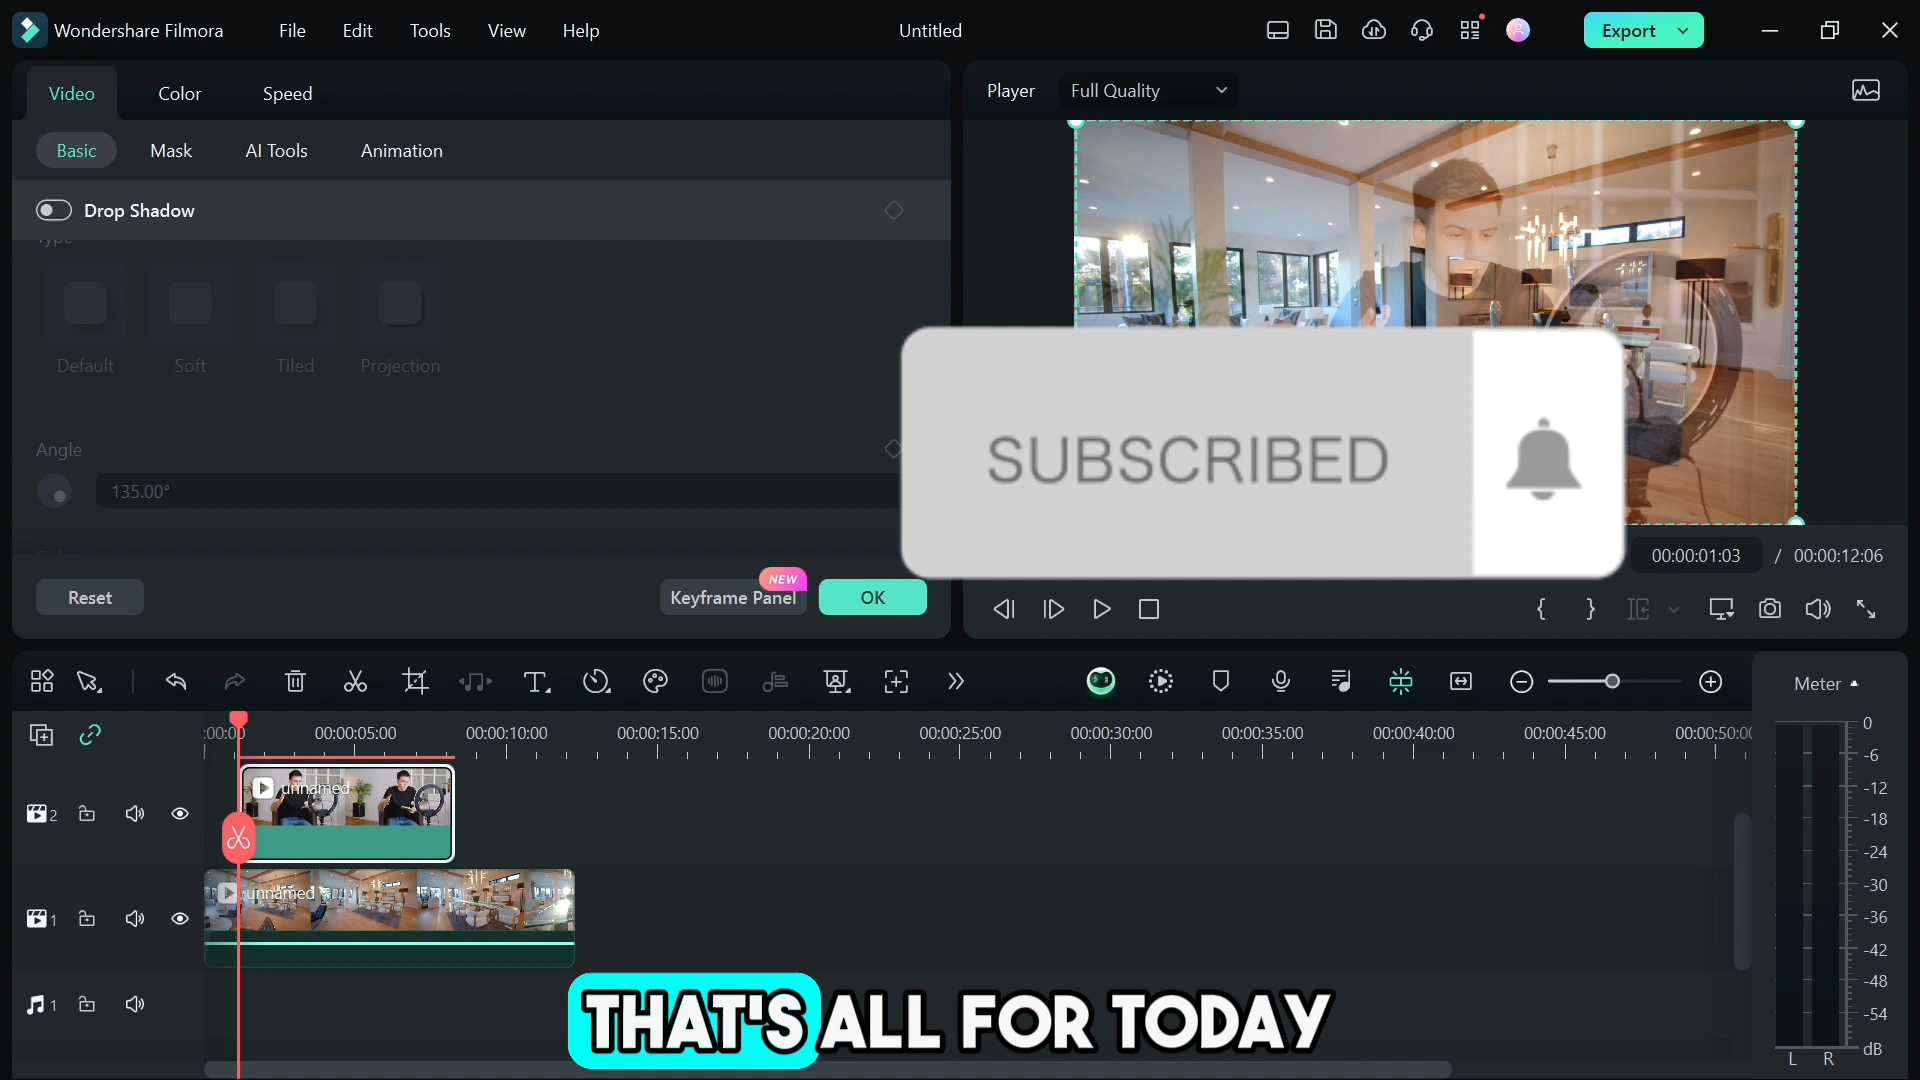 Wondershare Filmora
File
Edit
Tools
View
Help
Untitled
Export
Video
Color
Speed
Player
Full Quality
Basic
Mask
AI Tools
Animation
Drop Shadow
Type
Default
Soft
Tiled
Projection
Angle
135.00°
SUBSCRIBED
00:00:01:03 / 00:00:12:06
Reset
NEW
Keyframe Panel
OK
Meter
:00:00
00:00:05:00
00:00:10:00
00:00:15:00
00:00:20:00
00:00:25:00
00:00:30:00
00:00:35:00
00:00:40:00
00:00:45:00
00:00:50:00
0
-6
-12
-18
-24
-30
-36
-42
-48
-54
dB
L R
2
unnamed
1
unnamed
1
THAT'S ALL FOR TODAY